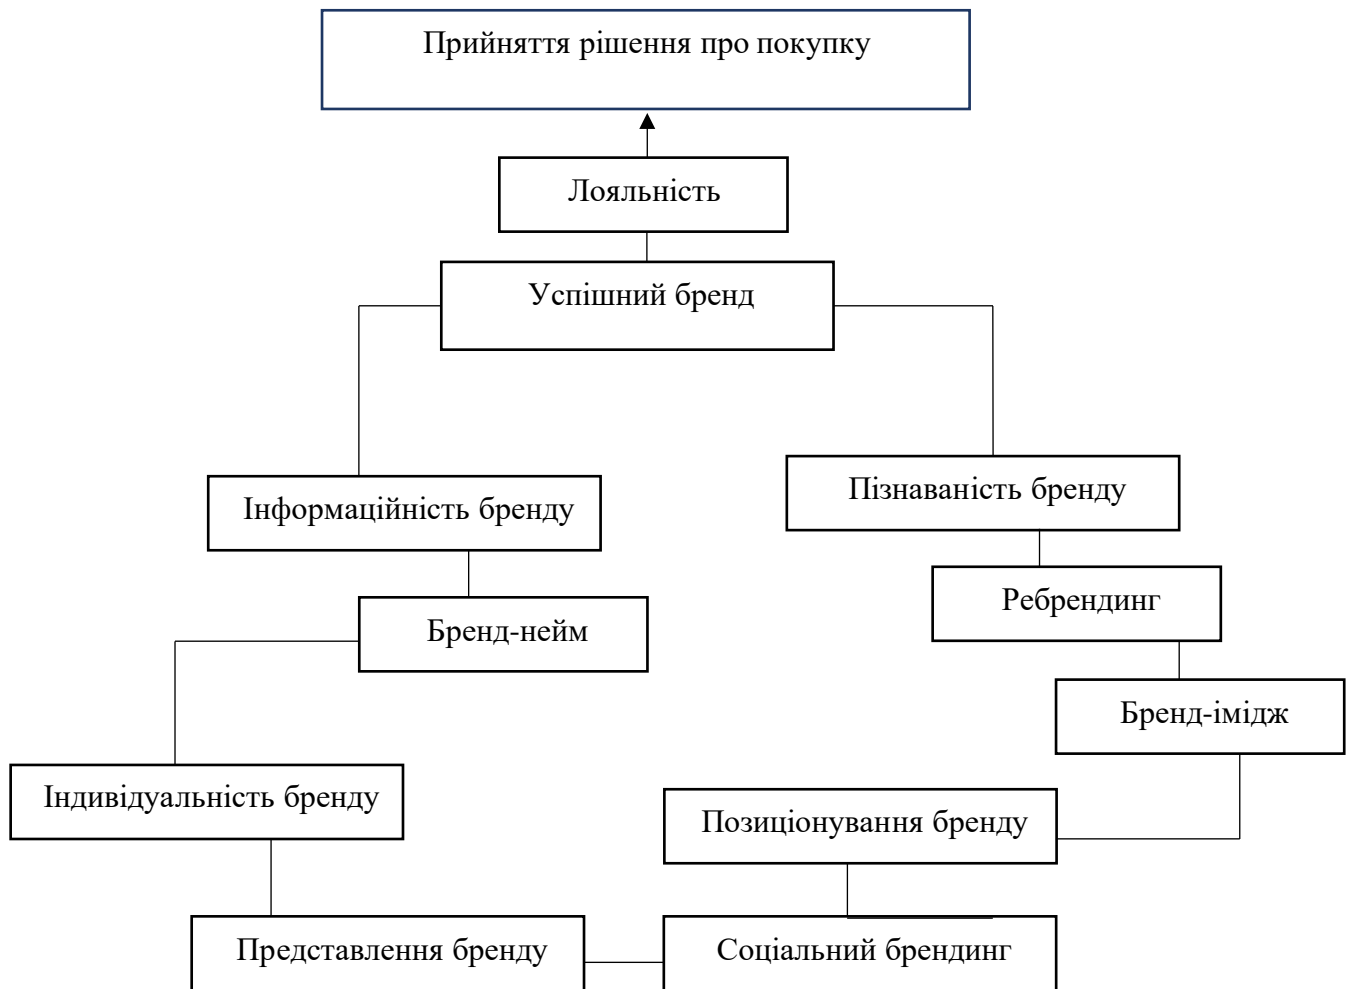 Прийняття рішення про покупку
Лояльність
Успішний бренд
Інформаційність бренду
Пізнаваність бренду
Ребрендинг
Бренд-нейм
Бренд-імідж
Індивідуальність бренду
Позиціонування бренду
Представлення бренду
Соціальний брендинг